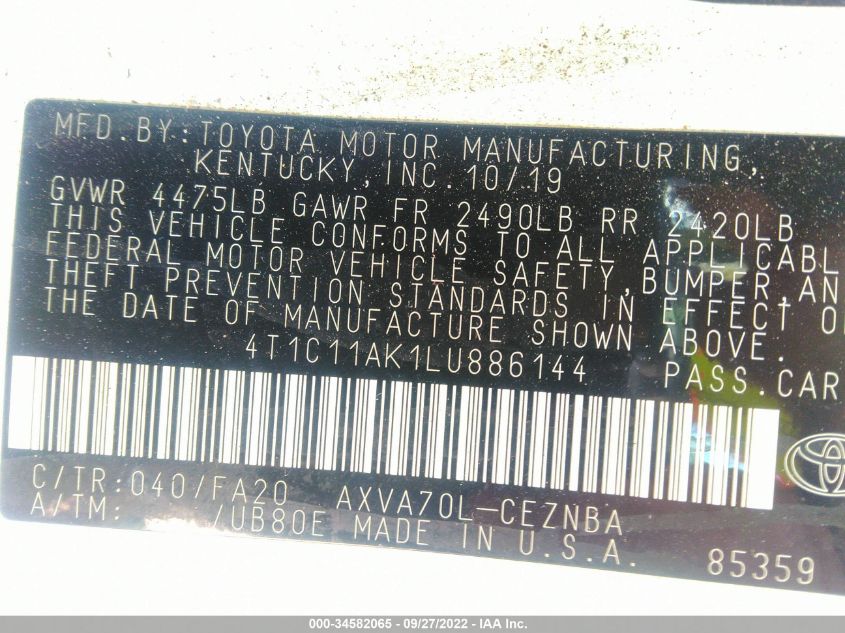 MFD.BY:TOYOTA MOTOR MANUFACTURING,
KENTUCKY,INC.10/19
GVWR 4475LB GAWR FR 2490LB RR 2420LB
THIS VEHICLE CONFORMS TO ALL APPLICABL
FEDERAL MOTOR VEHICLE SAFETY,BUMPER,AN
THEFT PREVENTION STANDARDS IN EFFECT O
THE DATE OF MANUFACTURE SHOWN ABOVE.
4T1C11AK1LU886144 PASS.CAR
C/TR:040/FA20 AXVA70L-CEZNBA
A/TM: /UB80E MADE IN U.S.A. 85359
000-34582065 - 09/27/2022 - IAA Inc.